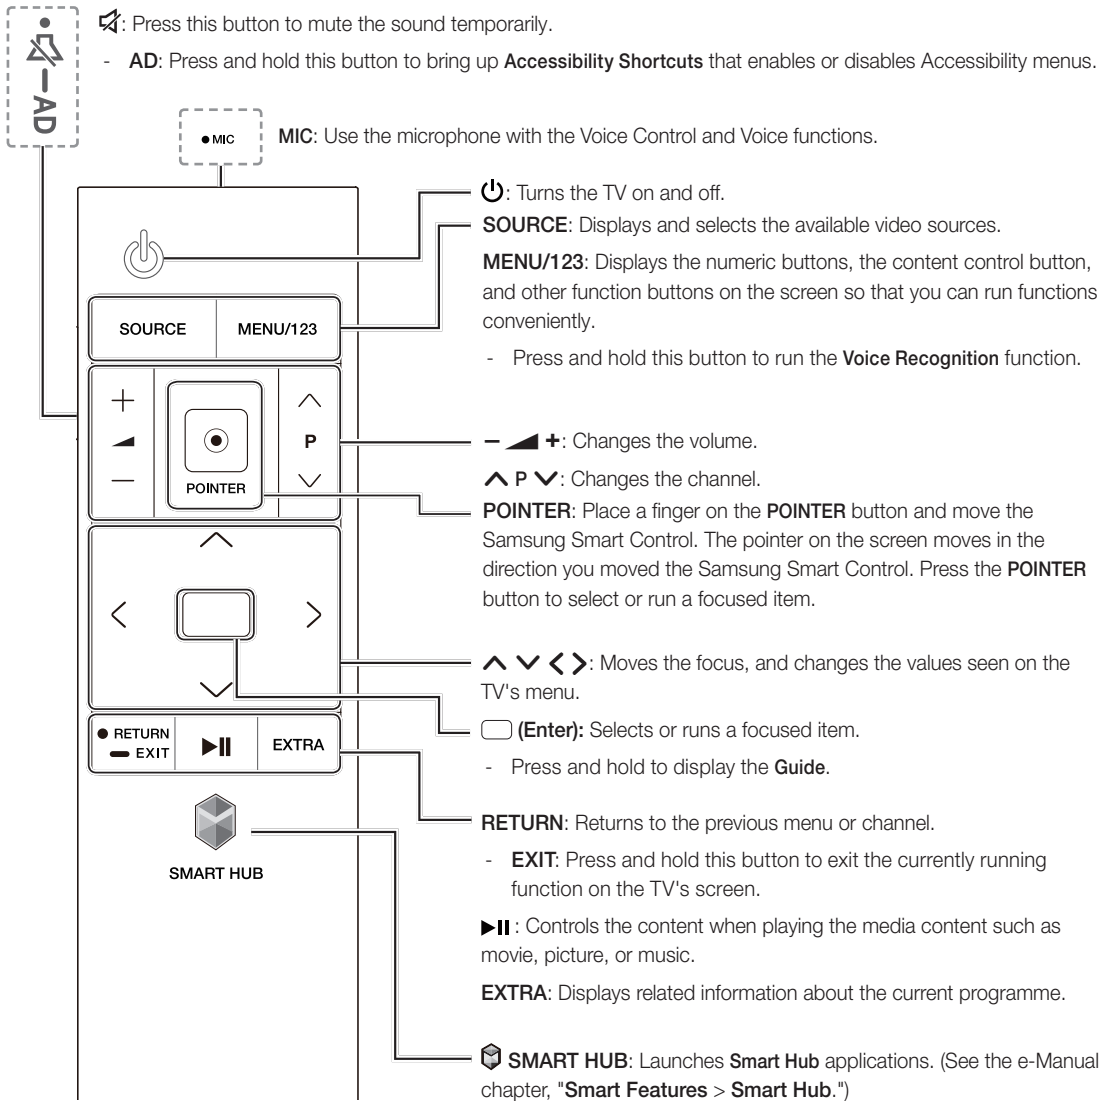 : Press this button to mute the sound temporarily.
- AD: Press and hold this button to bring up Accessibility Shortcuts that enables or disables Accessibility menus.
AD
MIC
MIC: Use the microphone with the Voice Control and Voice functions.
: Turns the TV on and off.
SOURCE: Displays and selects the available video sources.
MENU/123: Displays the numeric buttons, the content control button,
and other function buttons on the screen so that you can run functions
conveniently.
- Press and hold this button to run the Voice Recognition function.
SOURCE
MENU/123
+
P
−
POINTER
− +: Changes the volume.
P : Changes the channel.
POINTER: Place a finger on the POINTER button and move the
Samsung Smart Control. The pointer on the screen moves in the
direction you moved the Samsung Smart Control. Press the POINTER
button to select or run a focused item.
: Moves the focus, and changes the values seen on the
TV's menu.
(Enter): Selects or runs a focused item.
- Press and hold to display the Guide.
RETURN
EXIT
EXTRA
RETURN: Returns to the previous menu or channel.
- EXIT: Press and hold this button to exit the currently running
function on the TV's screen.
: Controls the content when playing the media content such as
movie, picture, or music.
EXTRA: Displays related information about the current programme.
SMART HUB
SMART HUB: Launches Smart Hub applications. (See the e-Manual
chapter, "Smart Features > Smart Hub.")